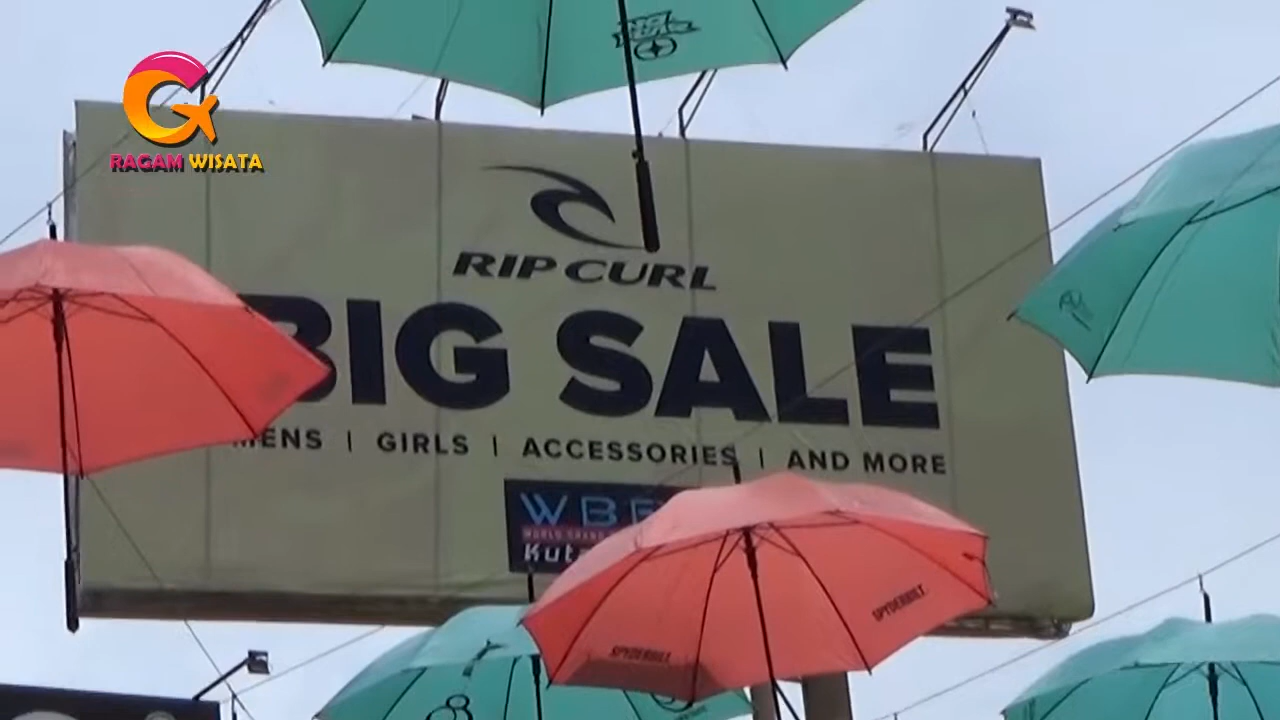 RAGAM WISATA
RIP CURL
BIG SALE
MENS | GIRLS | ACCESSORIES | AND MORE
SPYDERBILT
SPYDERBILT